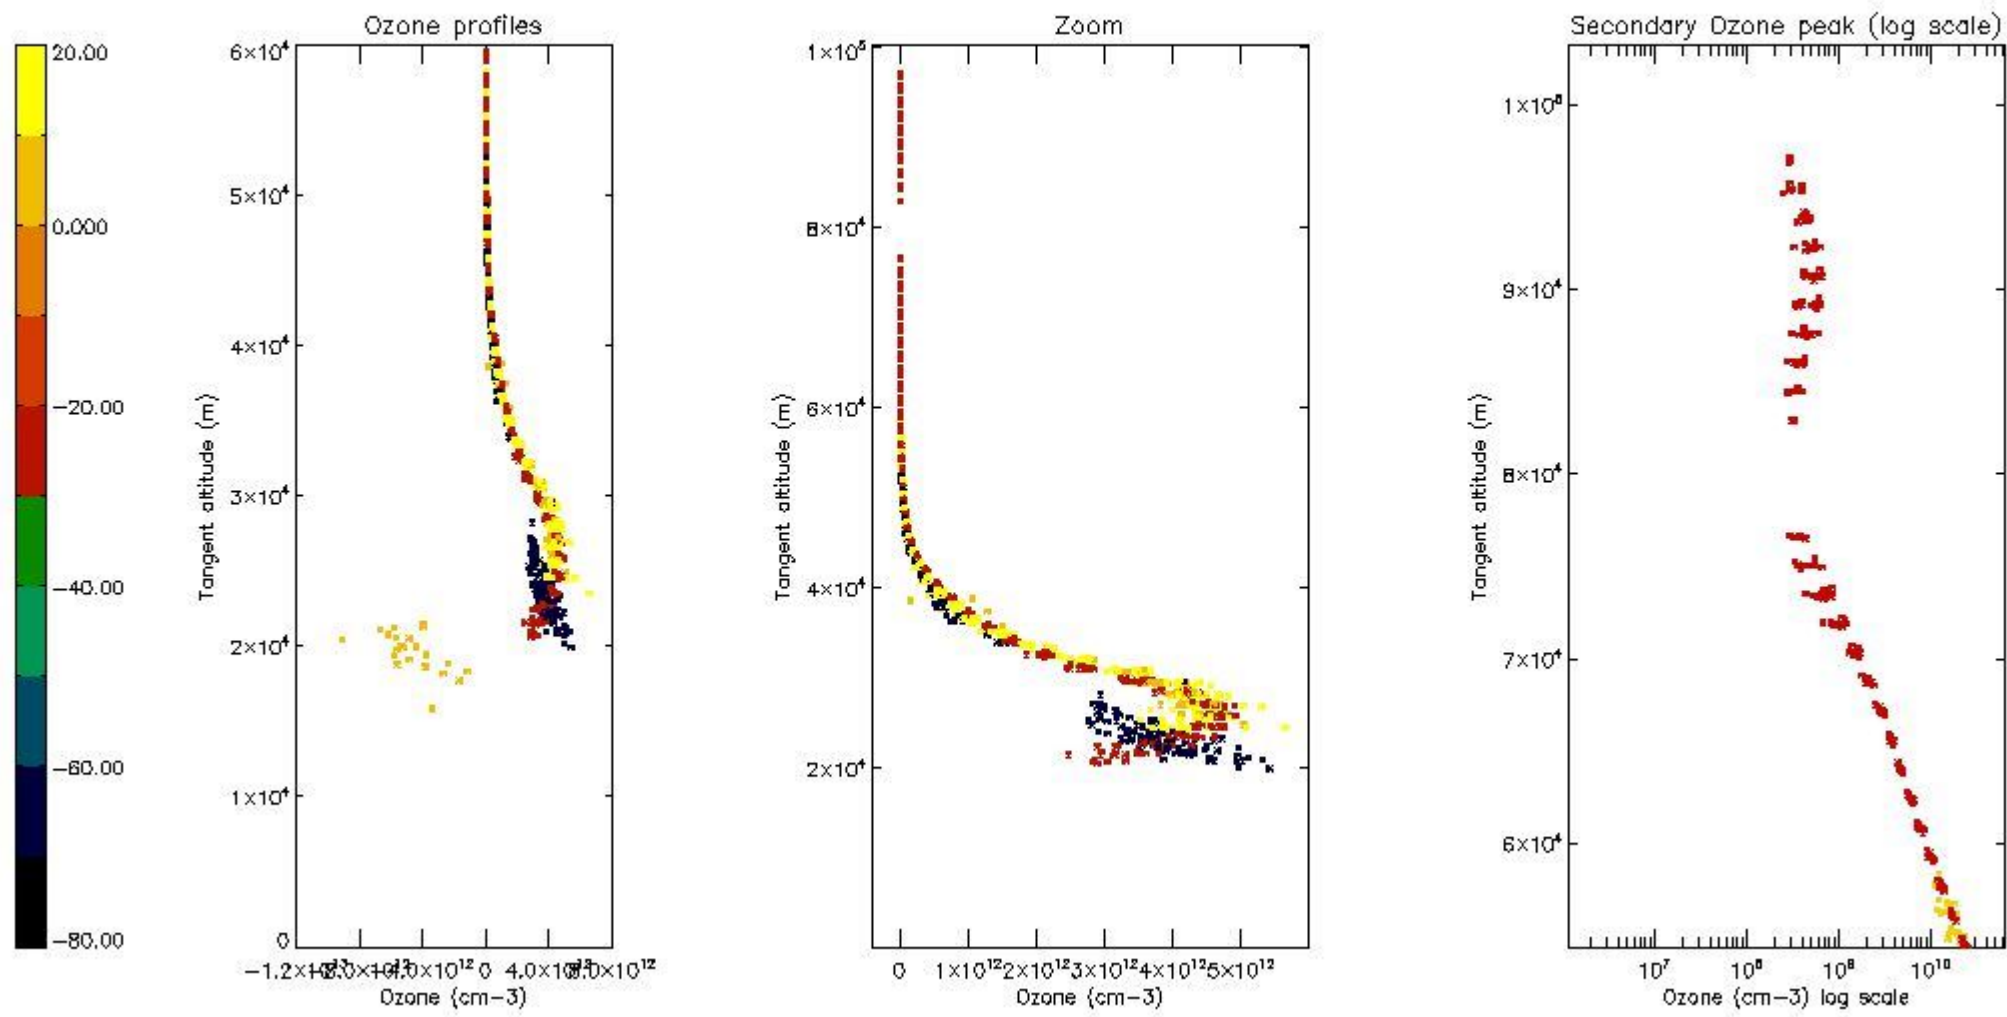 Ozone profiles
Zoom
Secondary Ozone peak (log scale)
20.00
0.000
−20.00
−40.00
−60.00
−80.00
6×10⁴
5×10⁴
4×10⁴
3×10⁴
2×10⁴
1×10⁴
0
Tangent altitude (m)
0 4.0×10¹²
Ozone (cm−3)
1×10⁵
8×10⁴
6×10⁴
4×10⁴
2×10⁴
Tangent altitude (m)
0 1×10¹² 2×10¹² 3×10¹² 4×10¹² 5×10¹²
Ozone (cm−3)
9×10⁴
8×10⁴
7×10⁴
6×10⁴
Tangent altitude (m)
10⁷ 10⁸ 10⁹ 10¹⁰
Ozone (cm−3) log scale